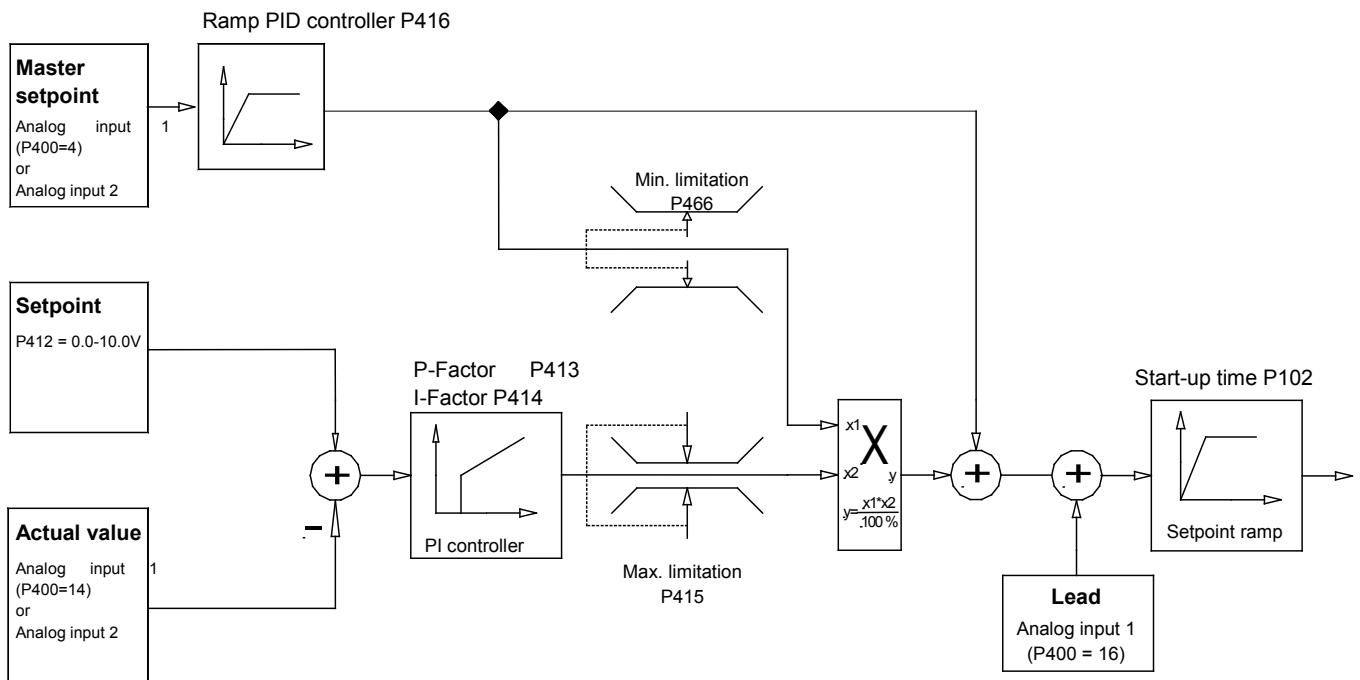 Ramp PID controller P416
Master
setpoint
Analog input 1
(P400=4)
or
Analog input 2
Min. limitation
P466
Setpoint
P412 = 0.0-10.0V
P-Factor P413
I-Factor P414
PI controller
+
-
Actual value
Analog input 1
(P400=14)
or
Analog input 2
Max. limitation
P415
x1
X
x2 y
y=x1*x2
100 %
+
+
Start-up time P102
Setpoint ramp
Lead
Analog input 1
(P400 = 16)